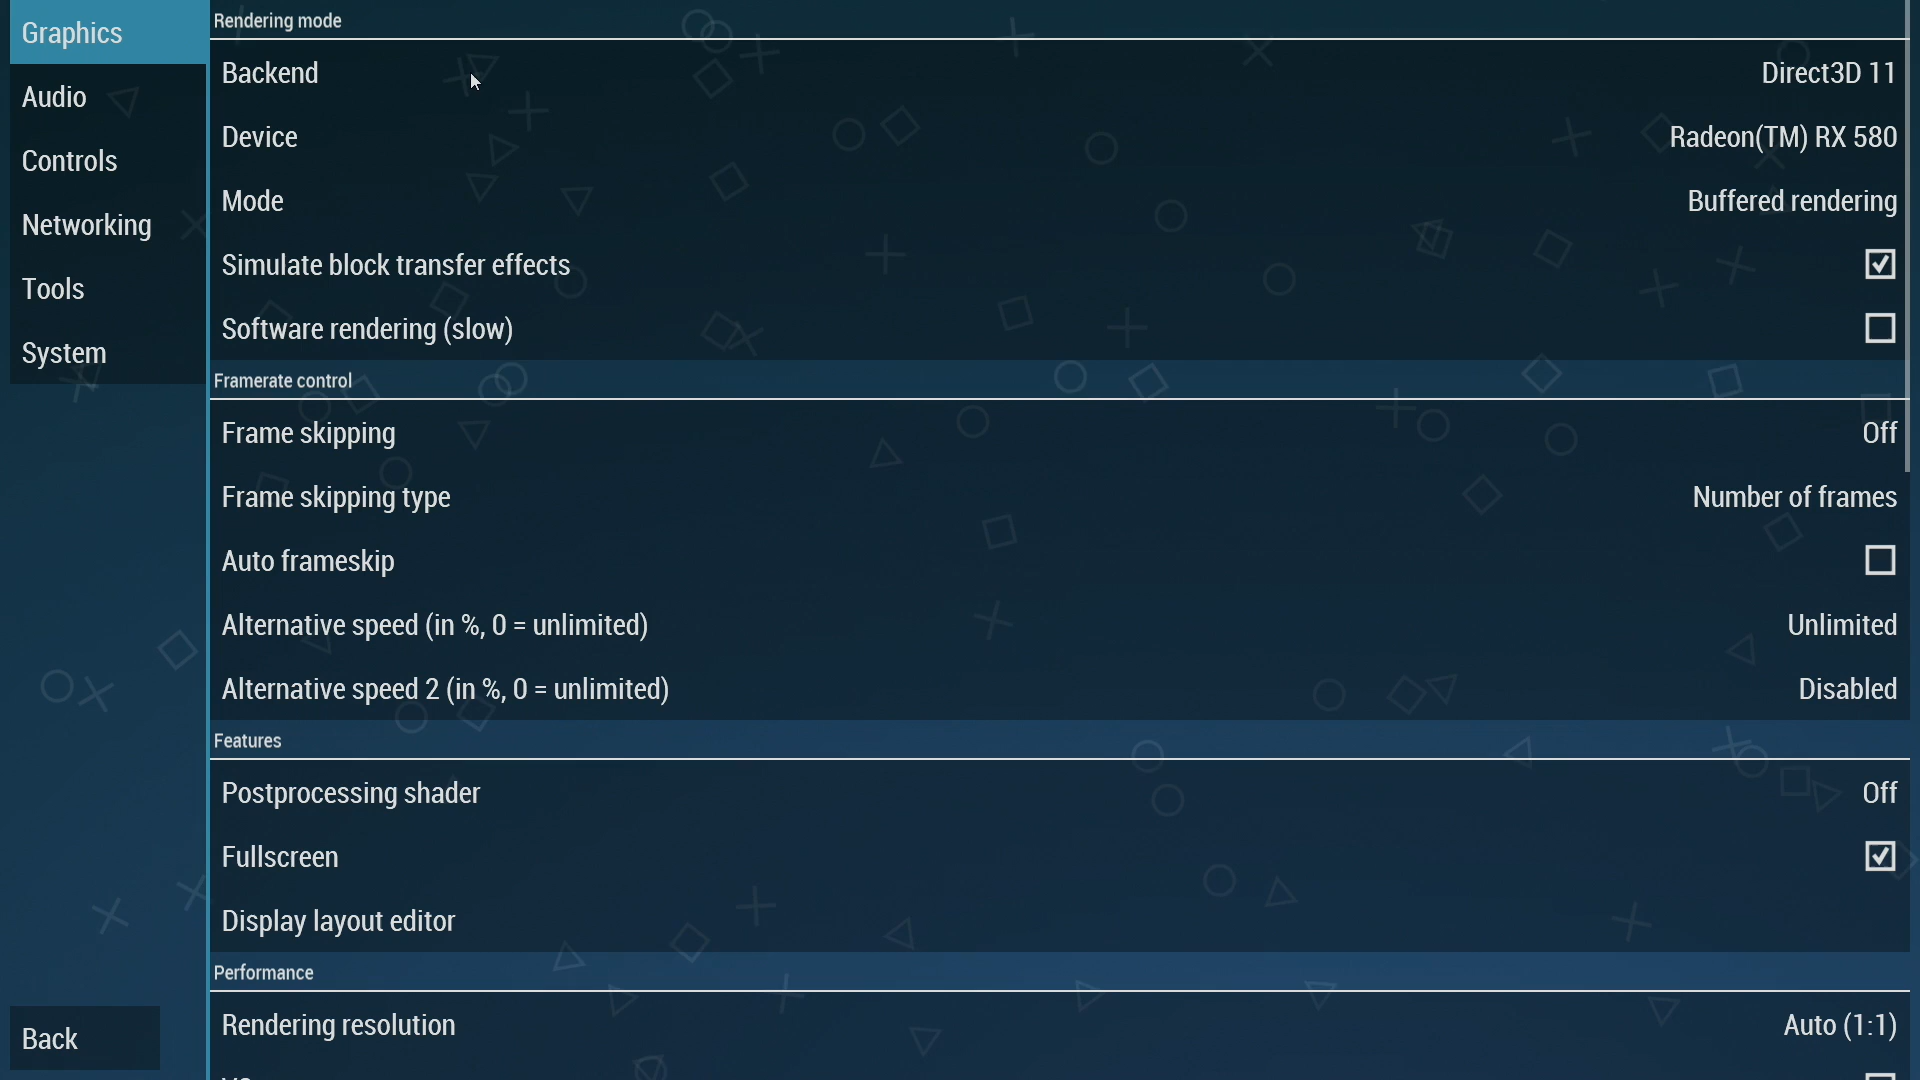 Graphics
Audio
Controls
Networking
Tools
System
Back
Rendering mode
Backend Direct3D 11
Device Radeon(TM) RX 580
Mode Buffered rendering
Simulate block transfer effects
Software rendering (slow)
Framerate control
Frame skipping Off
Frame skipping type Number of frames
Auto frameskip
Alternative speed (in %, 0 = unlimited) Unlimited
Alternative speed 2 (in %, 0 = unlimited) Disabled
Features
Postprocessing shader Off
Fullscreen
Display layout editor
Performance
Rendering resolution Auto (1:1)